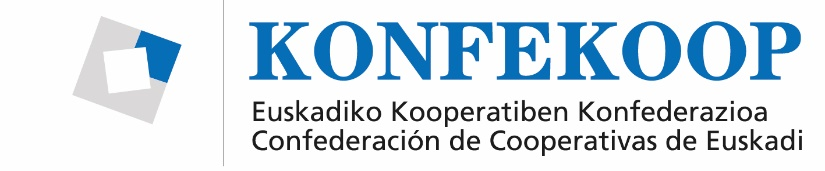 KONFEKOOP
Euskadiko Kooperatiben Konfederazioa
Confederación de Cooperativas de Euskadi